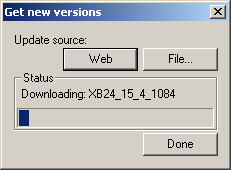 Get new versions
Update source:
Web File...
Status
Downloading: XB24_15_4_1084
Done